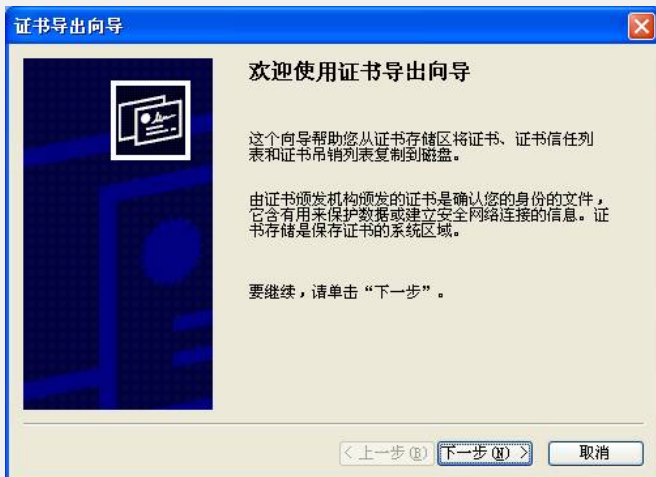 证书导出向导
欢迎使用证书导出向导
这个向导帮助您从证书存储区将证书、证书信任列
表和证书吊销列表复制到磁盘。
由证书颁发机构颁发的证书是确认您的身份的文件，
它含有用来保护数据或建立安全网络连接的信息。证
书存储是保存证书的系统区域。
要继续，请单击“下一步”。
< 上一步(B)
下一步(N) >
取消